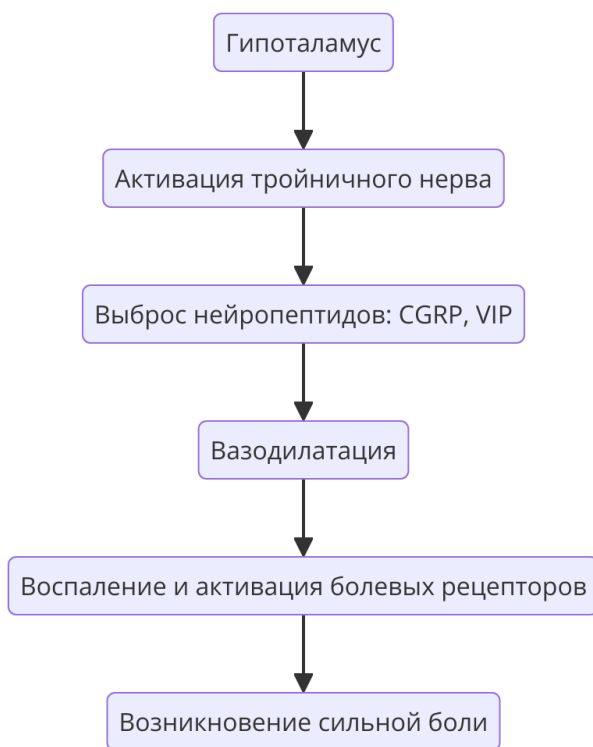 Гипоталамус
Активация тройничного нерва
Выброс нейропептидов: CGRP, VIP
Вазодилатация
Воспаление и активация болевых рецепторов
Возникновение сильной боли